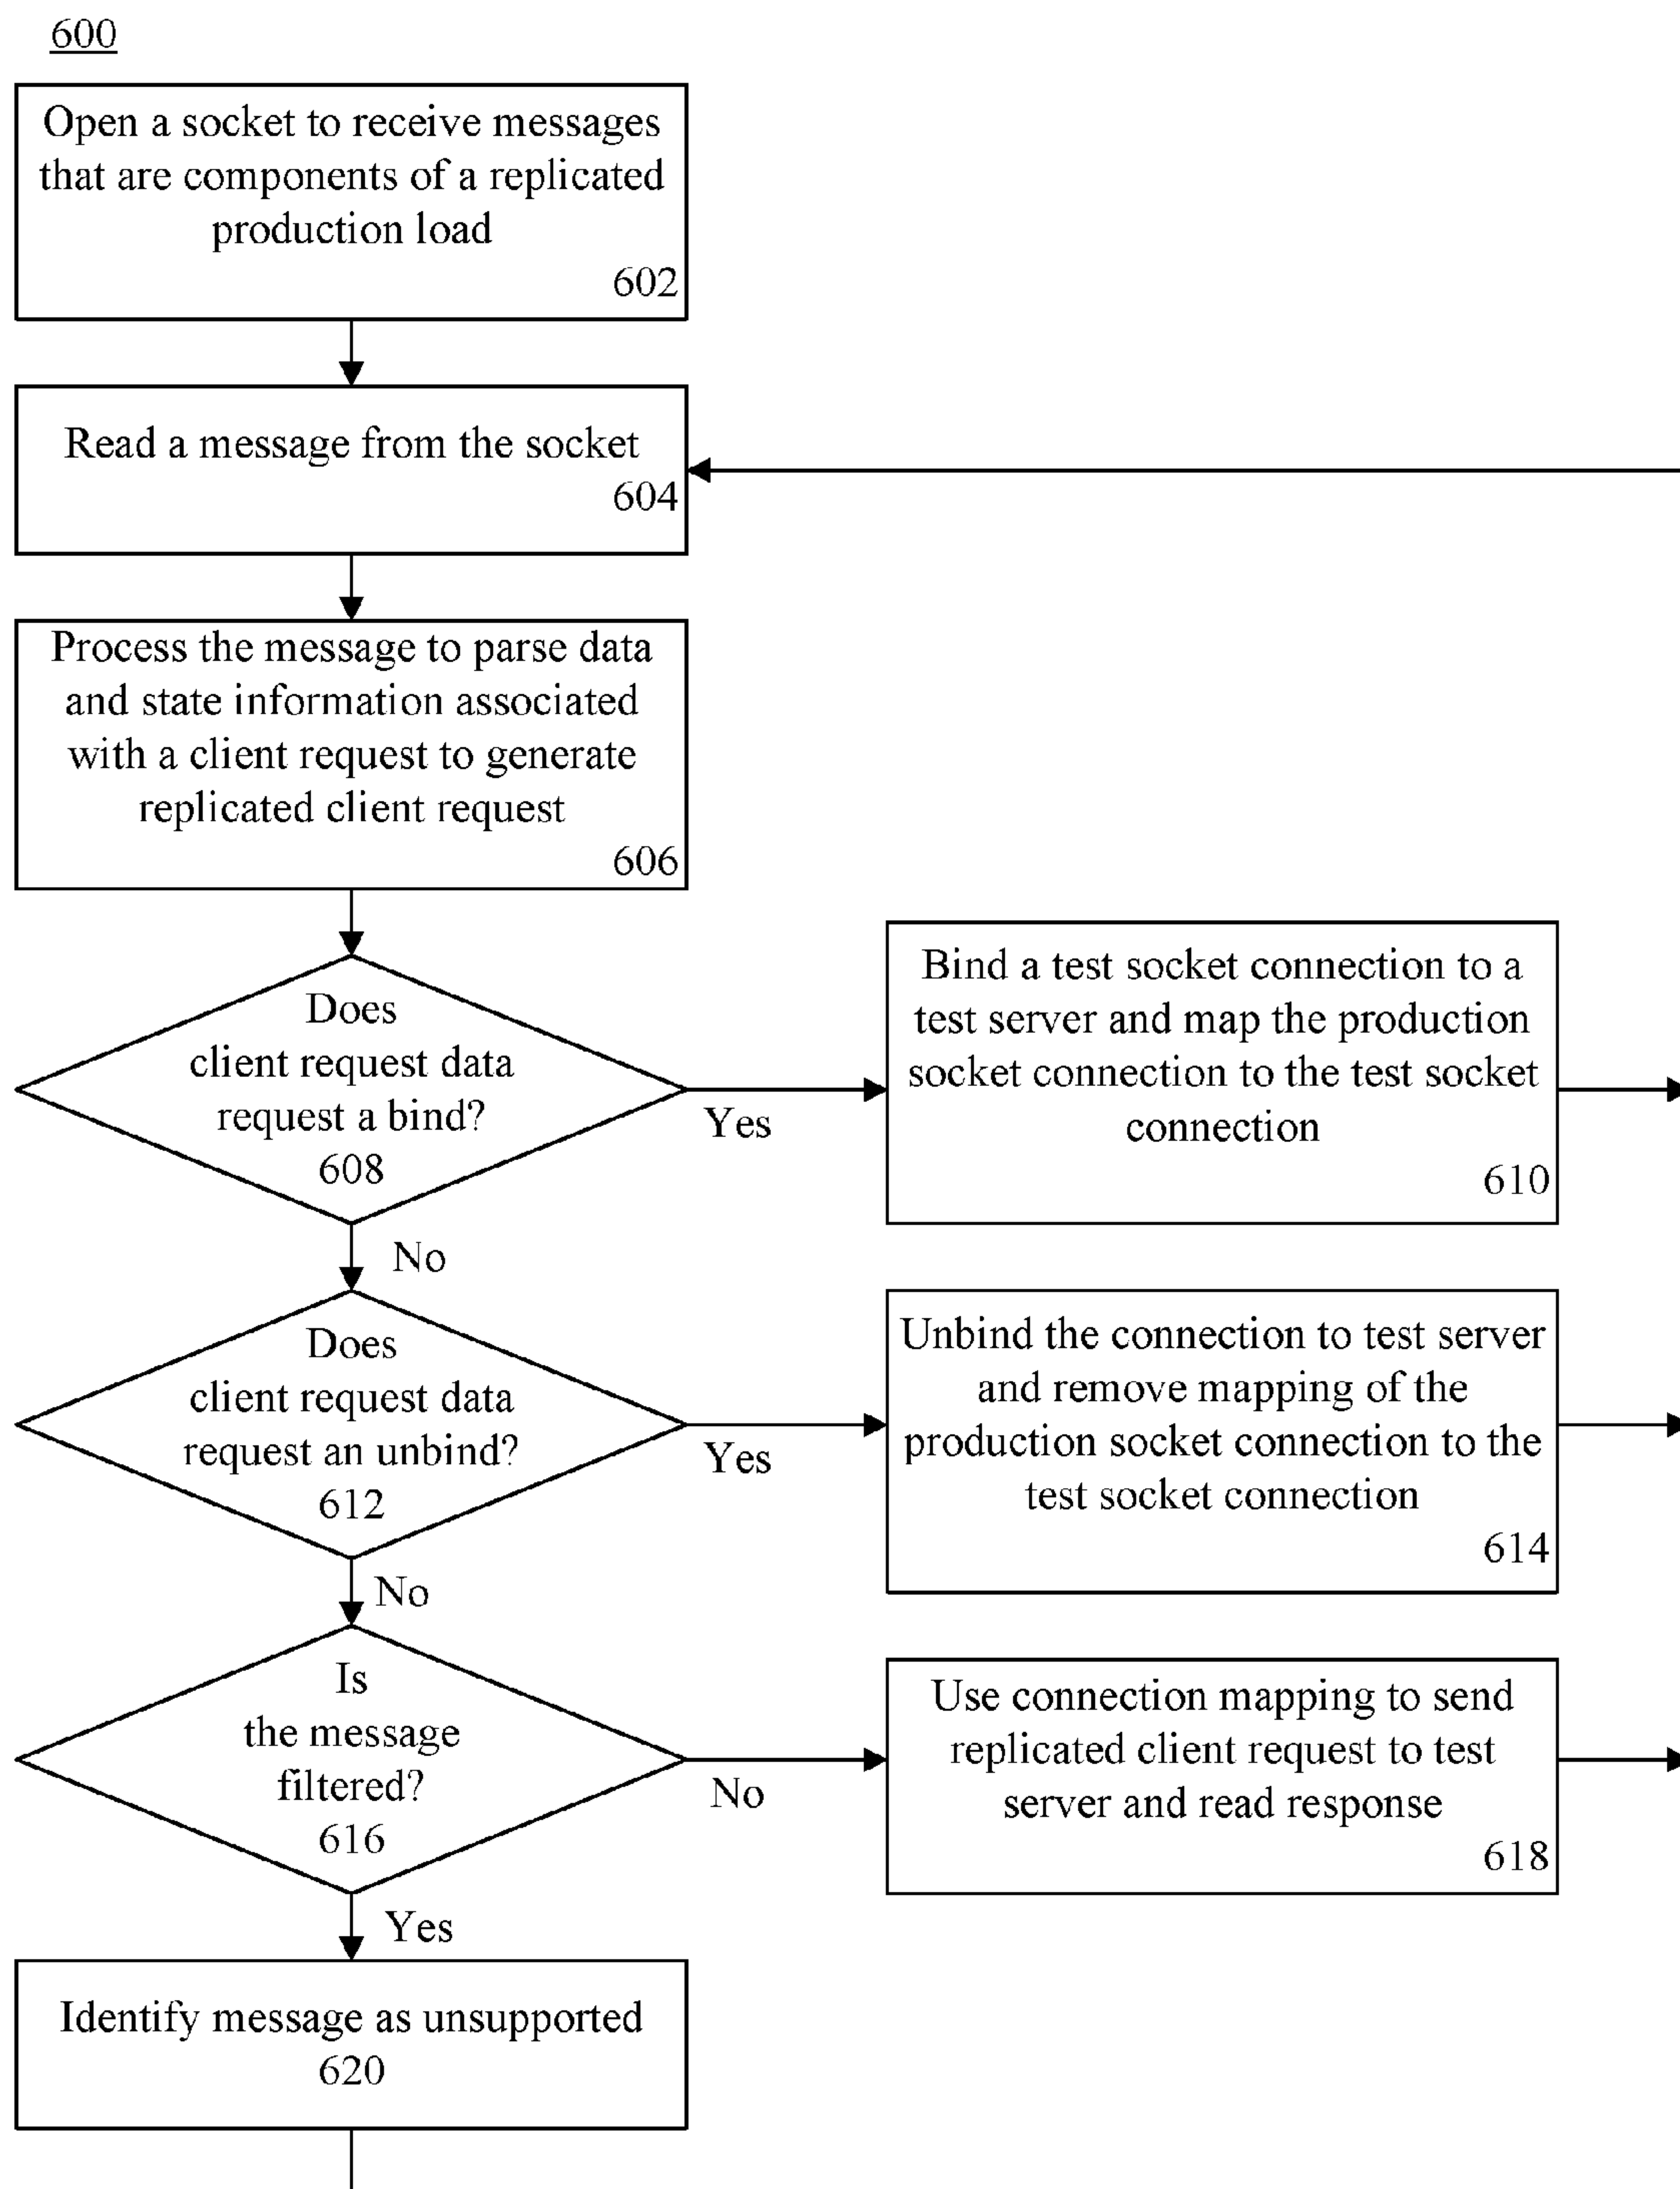 600
Open a socket to receive messages
that are components of a replicated
production load
602
Read a message from the socket
604
Process the message to parse data
and state information associated
with a client request to generate
replicated client request
606
Does
client request data
request a bind?
608
Yes
No
Bind a test socket connection to a
test server and map the production
socket connection to the test socket
connection
610
Does
client request data
request an unbind?
612
Yes
No
Unbind the connection to test server
and remove mapping of the
production socket connection to the
test socket connection
614
Is
the message
filtered?
616
No
Yes
Use connection mapping to send
replicated client request to test
server and read response
618
Identify message as unsupported
620